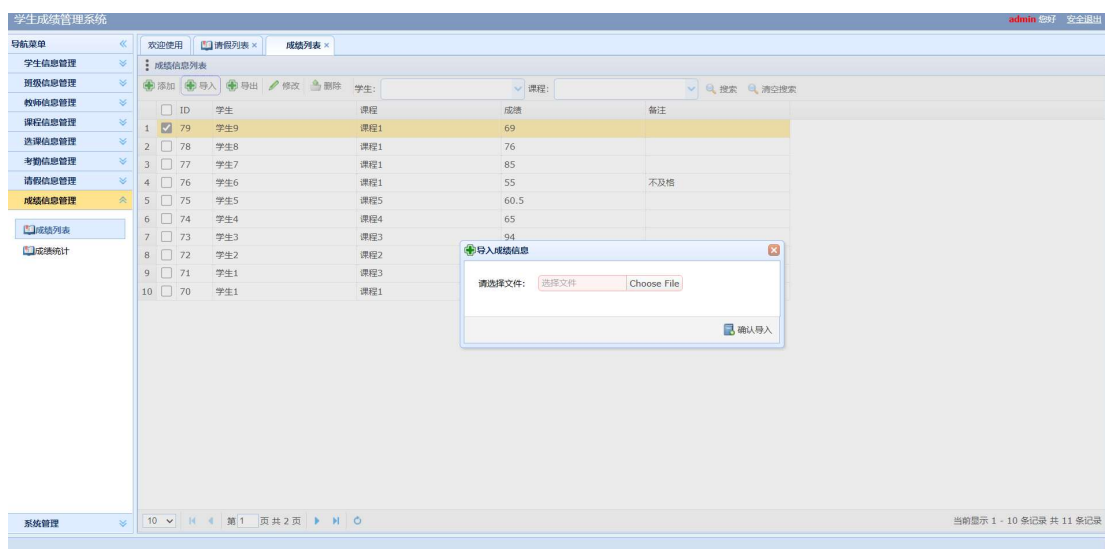 学生成绩管理系统 admin 您好 安全退出
导航菜单 欢迎使用 请假列表 成绩列表
学生信息管理 成绩信息列表
班级信息管理 添加 导入 导出 修改 删除 学生: 课程: 搜索 清空搜索
教师信息管理
课程信息管理
选课信息管理
考勤信息管理
请假信息管理
成绩信息管理
成绩列表
成绩统计
系统管理
ID 学生 课程 成绩 备注
1 79 学生9 课程1 69
2 78 学生8 课程1 76
3 77 学生7 课程1 85
4 76 学生6 课程1 55 不及格
5 75 学生5 课程5 60.5
6 74 学生4 课程4 65
7 73 学生3 课程3 94
8 72 学生2 课程2
9 71 学生1 课程3
10 70 学生1 课程1
导入成绩信息
请选择文件: 选择文件 Choose File
确认导入
10 第 1 页 共 2 页 当前显示 1 - 10 条记录 共 11 条记录